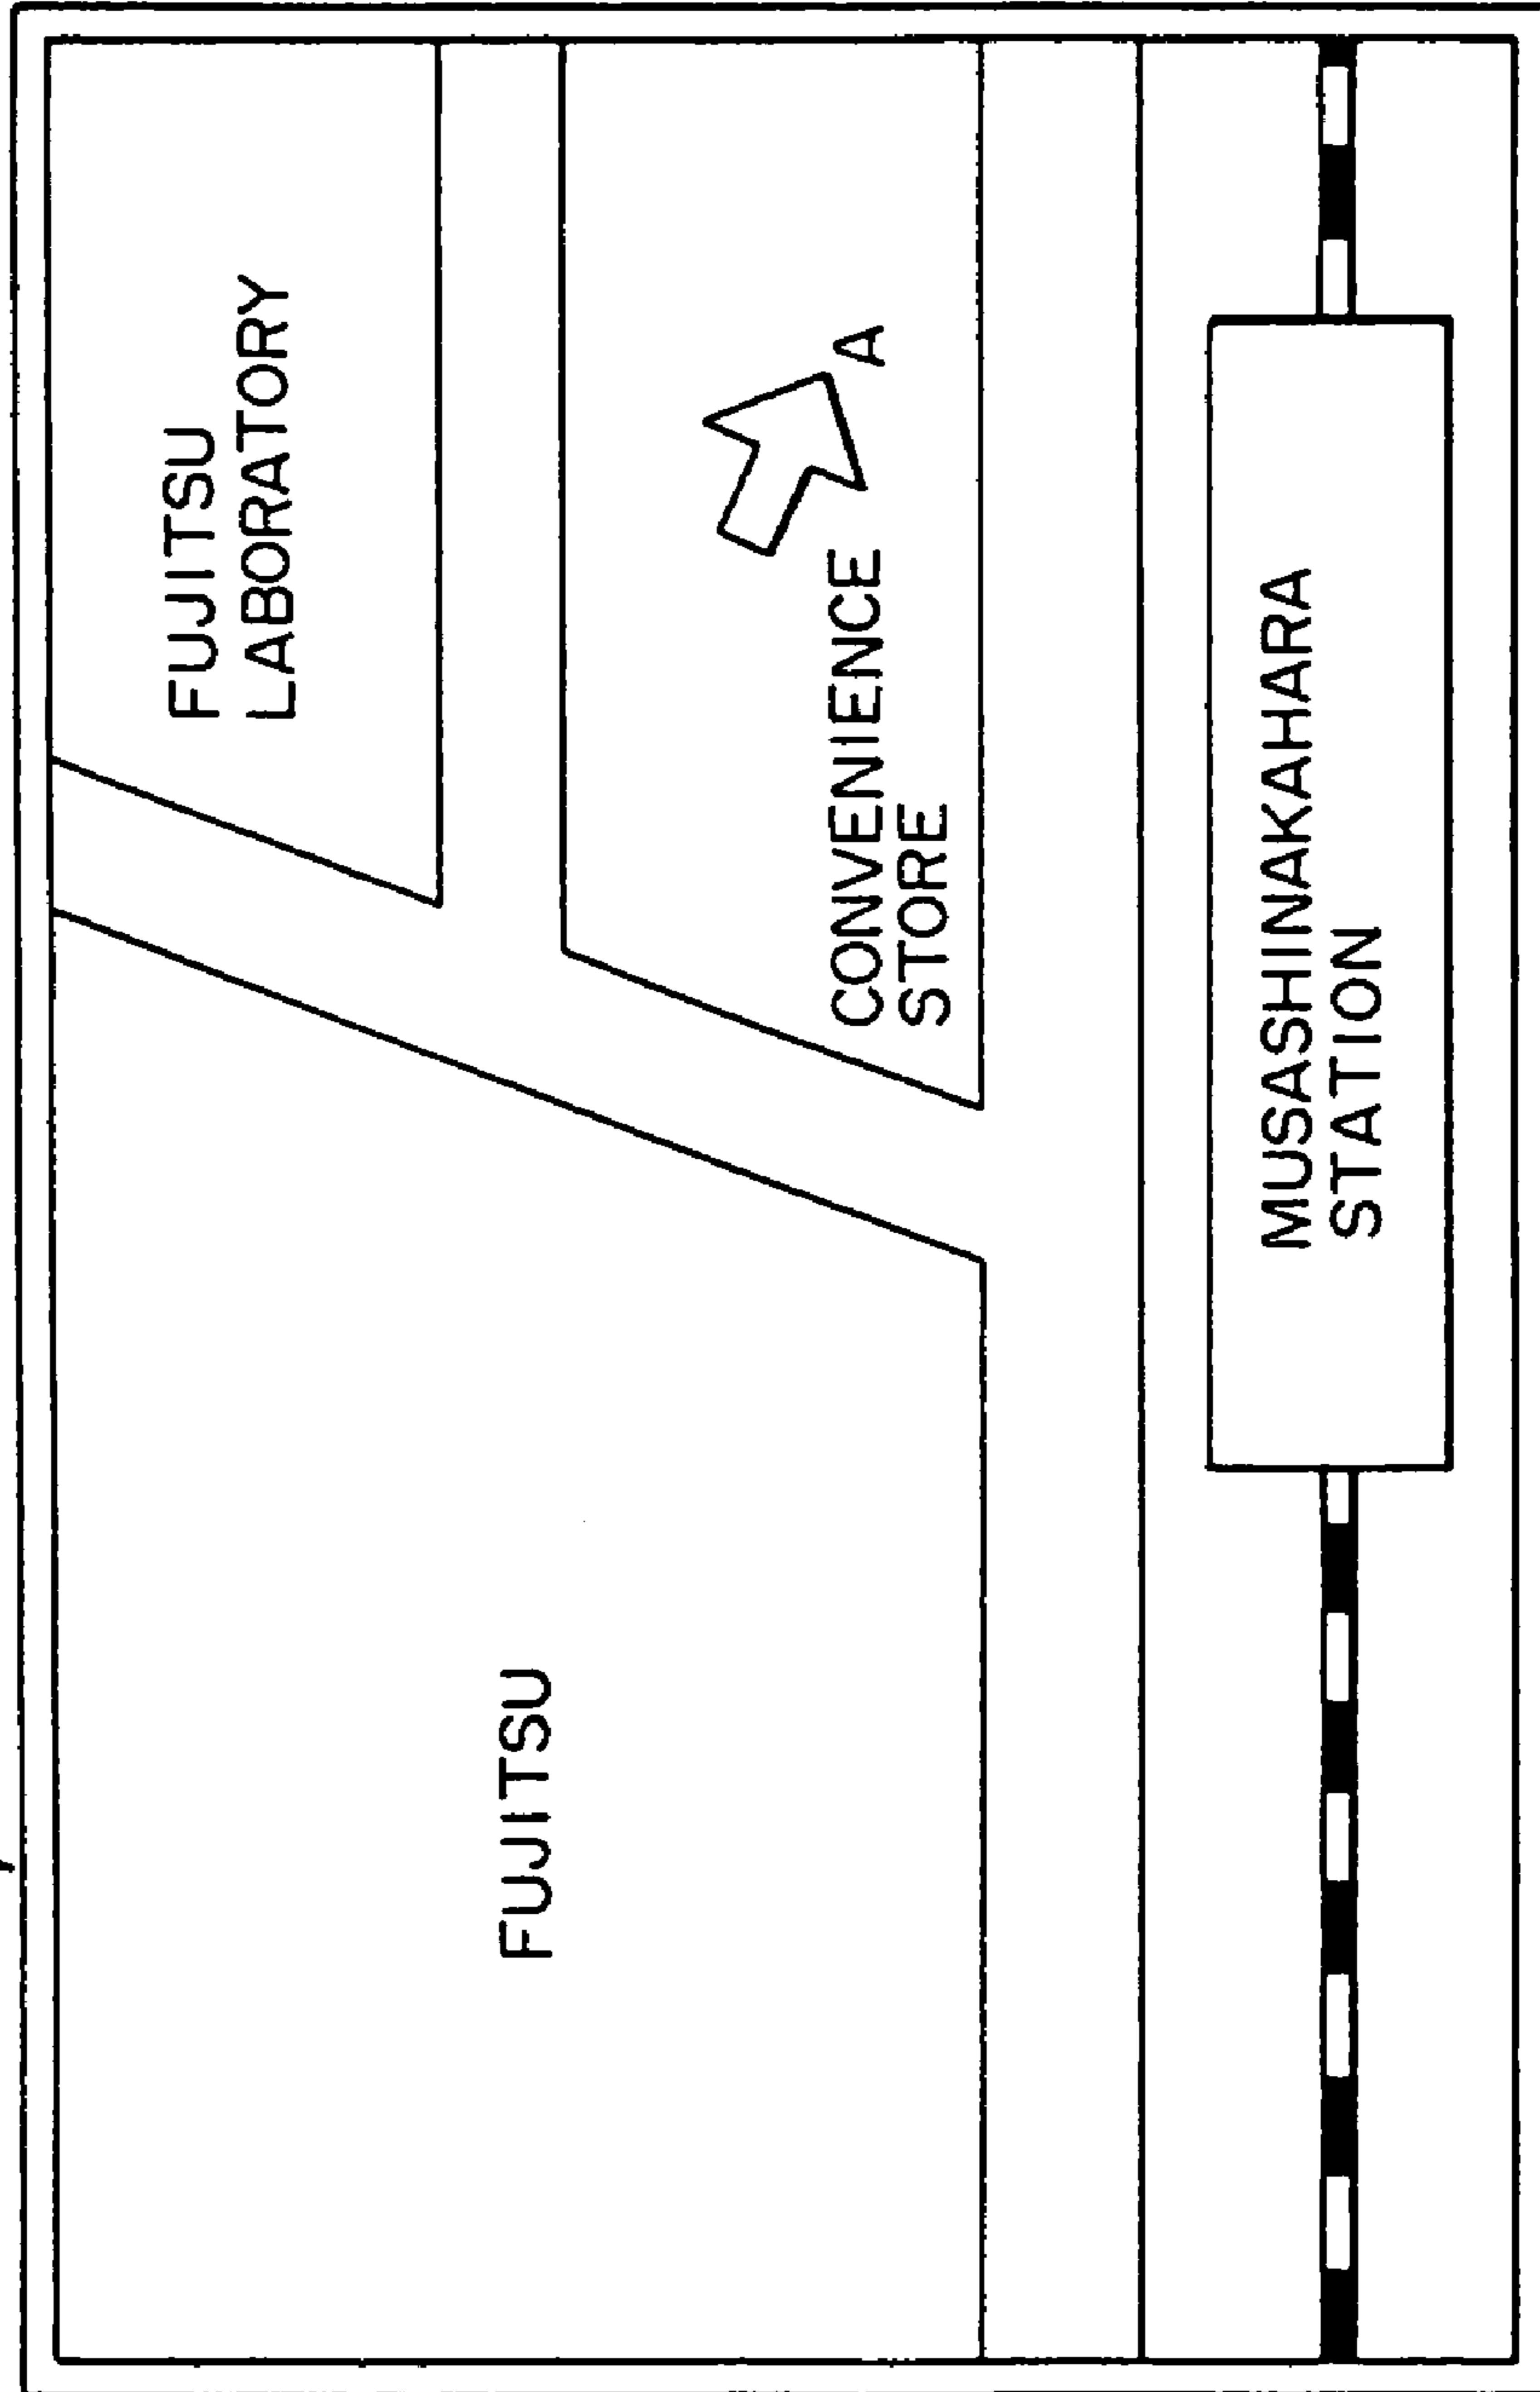 FUJITSU
FUJITSU
LABORATORY
A
CONVENIENCE
STORE
MUSASHINAKAHARA
STATION